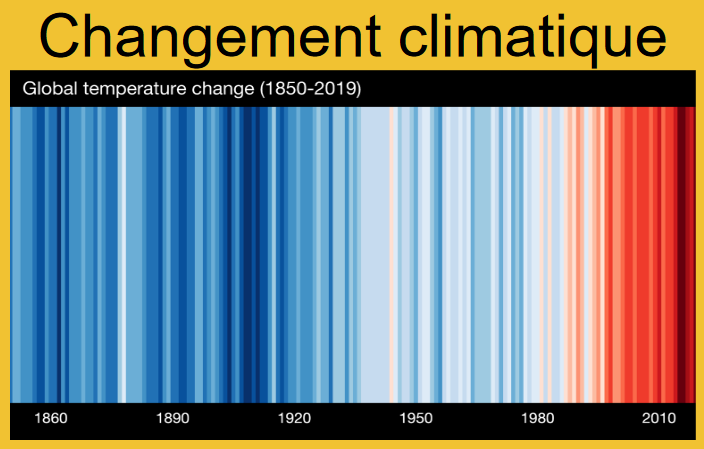 Changement climatique
Global temperature change (1850-2019)
1860 1890 1920 1950 1980 2010